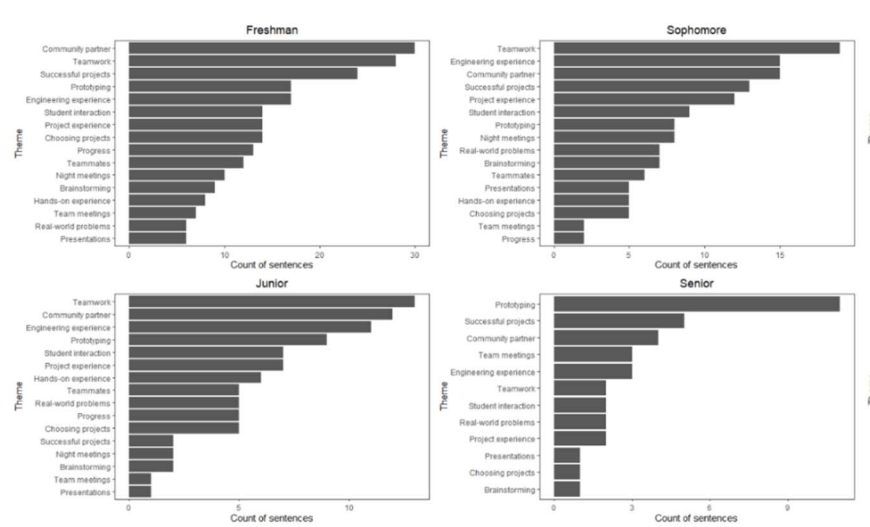 Freshman
Community partner
Teamwork
Successful projects
Prototyping
Engineering experience
Student interaction
Project experience
Choosing projects
Progress
Teammates
Night meetings
Brainstorming
Hands-on experience
Team meetings
Real-world problems
Presentations
Theme
0 10 20 30
Count of sentences
Sophomore
Teamwork
Engineering experience
Community partner
Successful projects
Project experience
Student interaction
Prototyping
Night meetings
Real-world problems
Brainstorming
Teammates
Presentations
Hands-on experience
Choosing projects
Team meetings
Progress
Theme
0 5 10 15
Count of sentences
Junior
Teamwork
Community partner
Engineering experience
Prototyping
Student interaction
Project experience
Hands-on experience
Teammates
Real-world problems
Progress
Choosing projects
Successful projects
Night meetings
Brainstorming
Team meetings
Presentations
Theme
0 5 10
Count of sentences
Senior
Prototyping
Successful projects
Community partner
Team meetings
Engineering experience
Teamwork
Student interaction
Real-world problems
Project experience
Presentations
Choosing projects
Brainstorming
Theme
0 3 6 9
Count of sentences